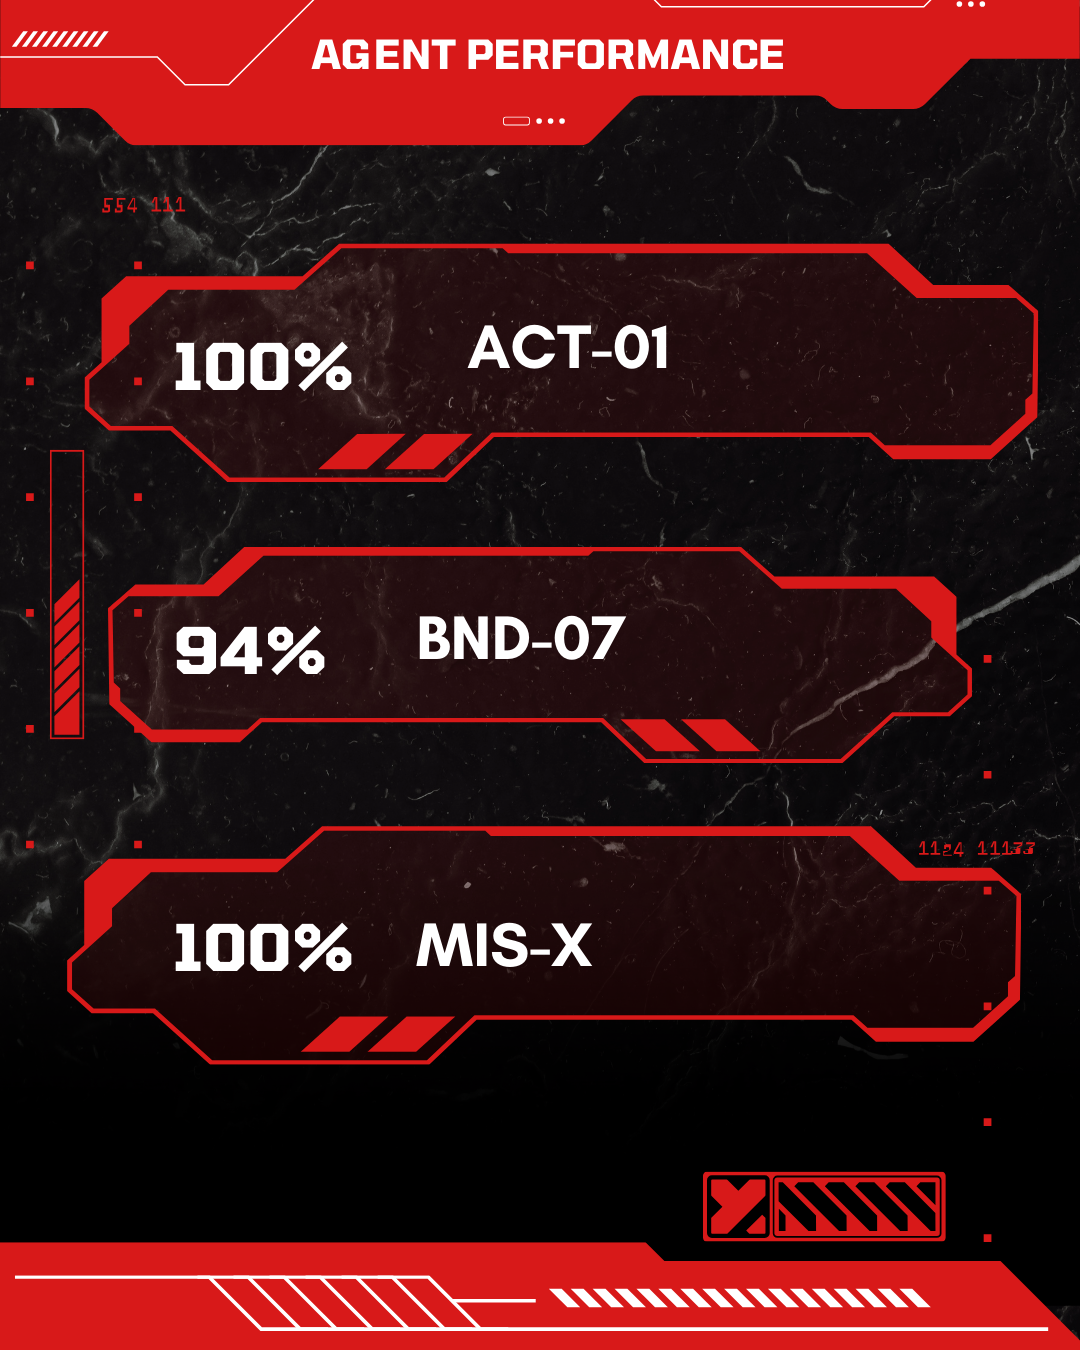 AGENT PERFORMANCE
554 111
100% ACT-01
94% BND-07
1124 11133
100% MIS-X